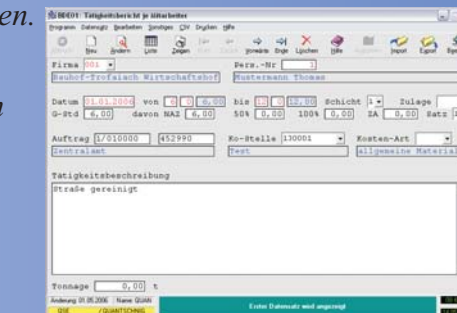 en.
n
BDE01: Tätigkeitsbericht je Mitarbeiter
Programm Datensatz Bearbeiten Sonstiges CSV Drucken Hilfe
Neu Ändern Liste Zeigen Vorwärts Ende Löschen Hilfe Import Export
Firma 001 Pers.-Nr 1
Bauhof-Trofaiach Wirtschaftshof Mustermann Thomas
Datum 01.01.2006 von 6 0 6,00 bis 12 0 12,00 Schicht 1 Zulage
G-Std 6,00 davon NAZ 6,00 50% 0,00 100% 0,00 ZA 0,00 Satz
Auftrag 1/010000 452990 Ko-Stelle 130001 Kosten-Art
Zentralamt Test allgemeine Material
Tätigkeitsbeschreibung
Straße gereinigt
Tonnage 0,00 t
Änderung 01.05.2006 Name QUAN
QSE /QUANTSCHNIG Erster Datensatz wird angezeigt